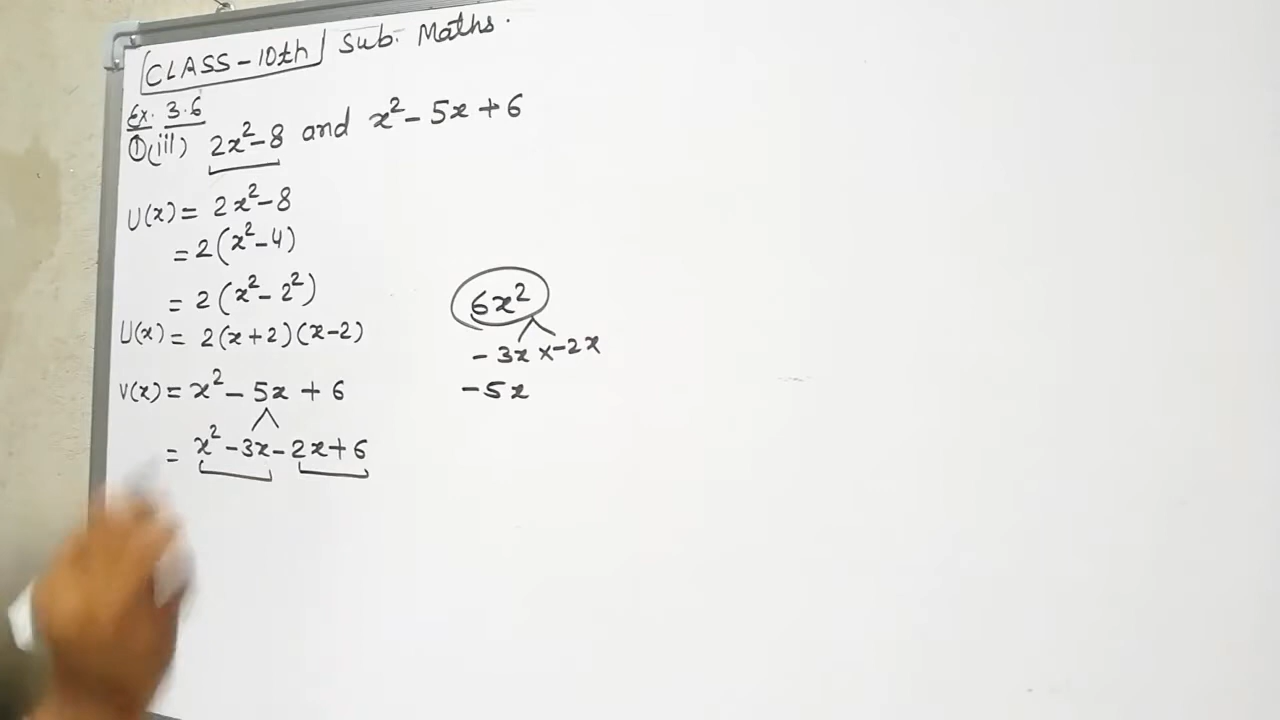 CLASS-10th Sub. Maths.
Ex. 3.6
①(iii) 2x²-8 and x²-5x+6
U(x)= 2x²-8
=2(x²-4)
=2(x²-2²)
U(x)= 2(x+2)(x-2)
V(x)=x²-5x+6
=x²-3x-2x+6
6x²
-3x×-2x
-5x